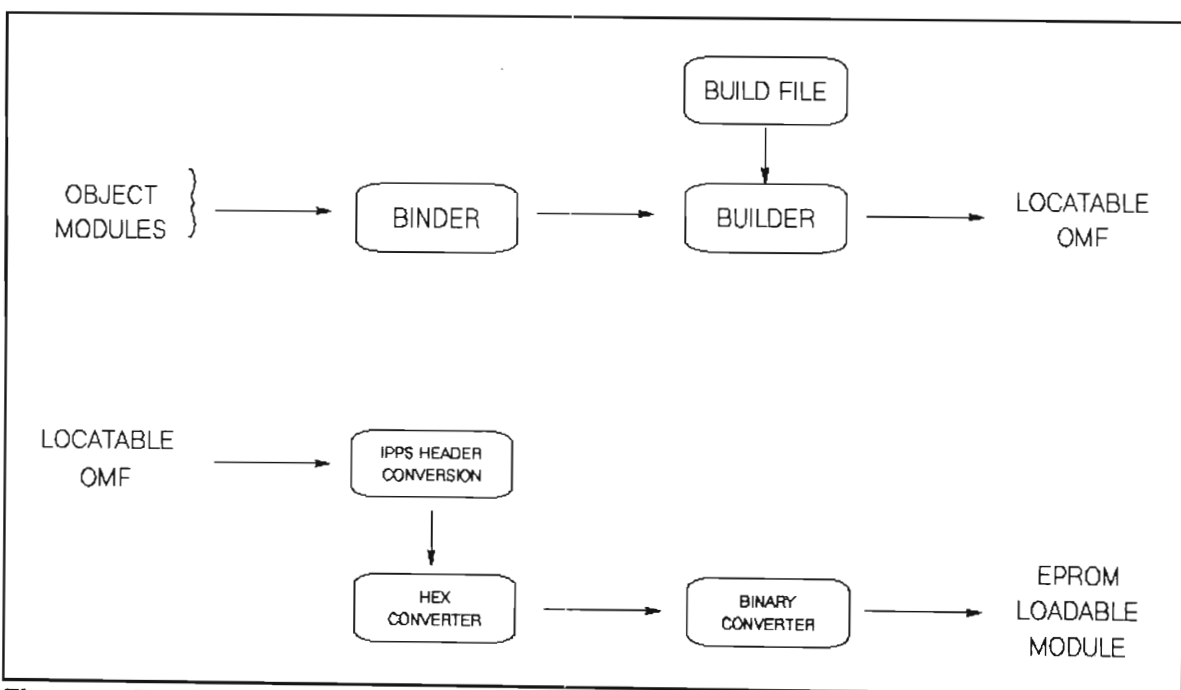 BUILD FILE
OBJECT
MODULES
BINDER
BUILDER
LOCATABLE
OMF
LOCATABLE
OMF
IPPS HEADER
CONVERSION
HEX
CONVERTER
BINARY
CONVERTER
EPROM
LOADABLE
MODULE